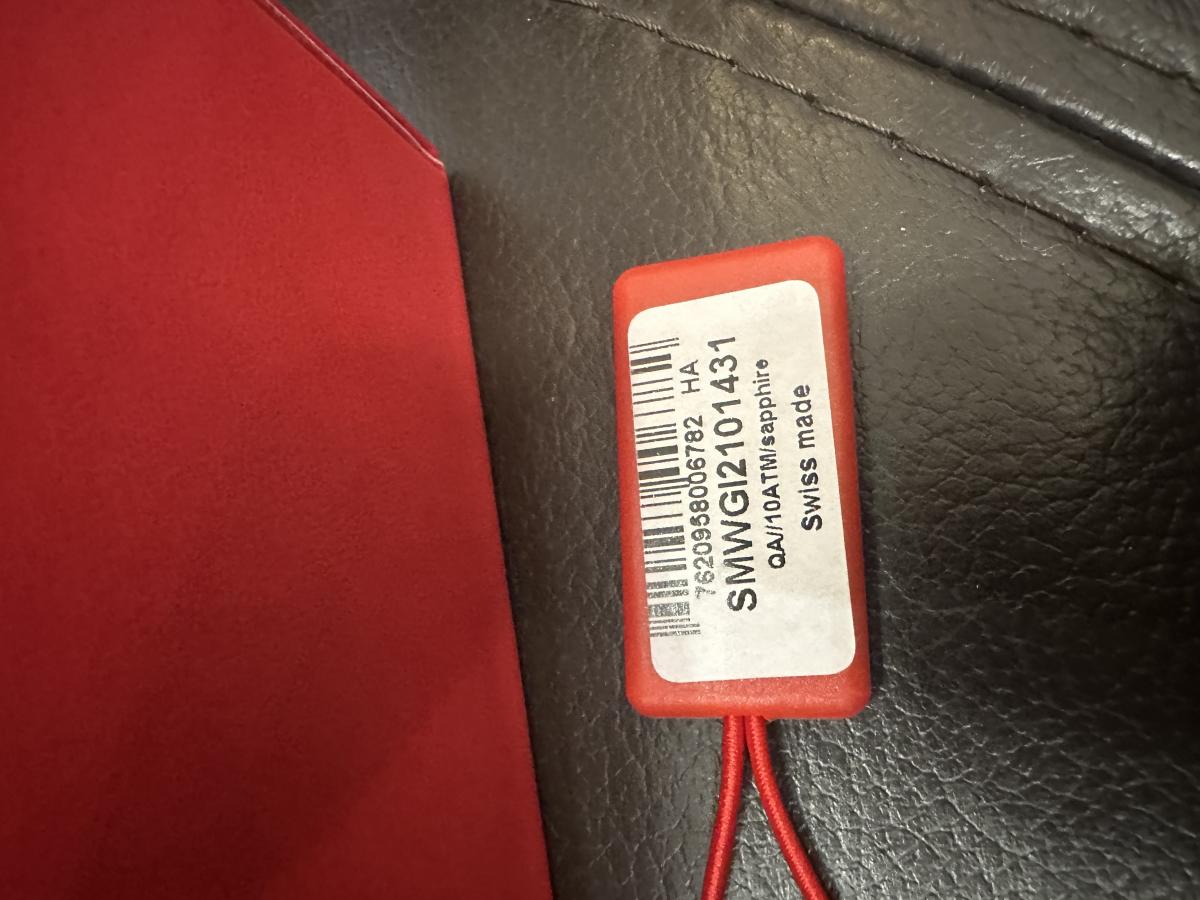 7620958006782 HA
SMWGI2101431
QA//10ATM/sapphire
Swiss made